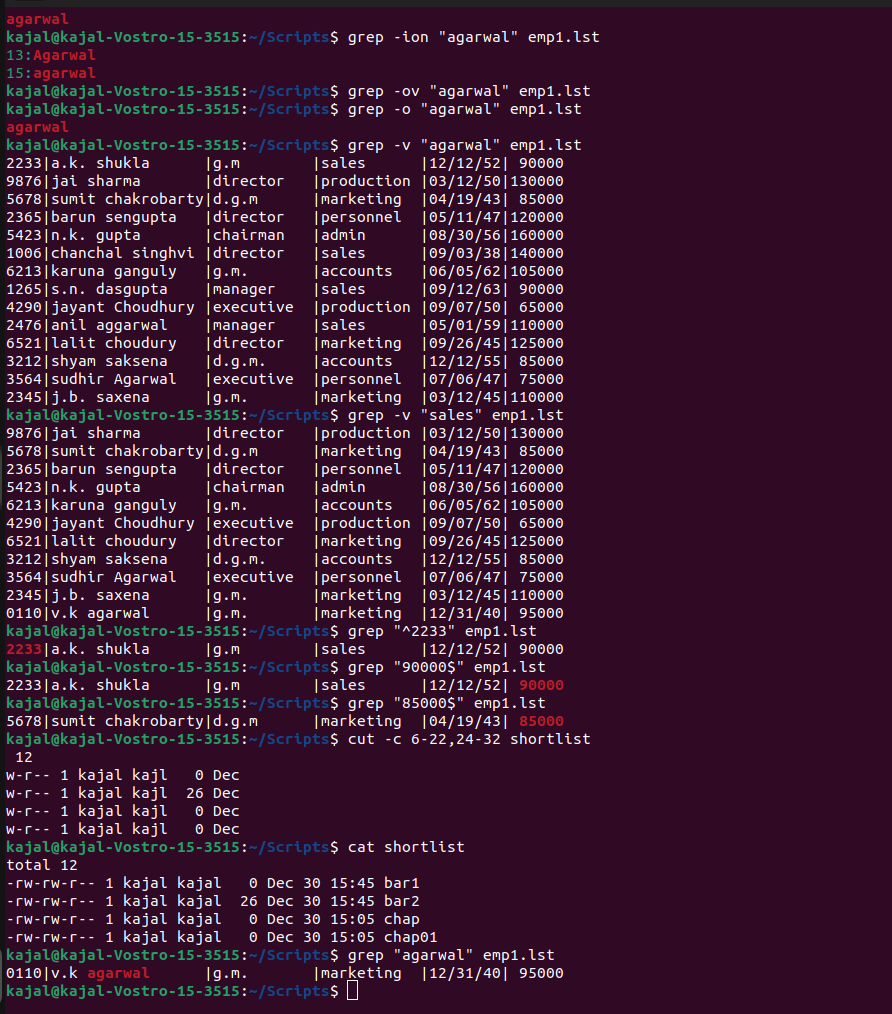 agarwal
kajal@kajal-Vostro-15-3515:~/Scripts$ grep -ion "agarwal" emp1.lst
13:Agarwal
15:agarwal
kajal@kajal-Vostro-15-3515:~/Scripts$ grep -ov "agarwal" emp1.lst
kajal@kajal-Vostro-15-3515:~/Scripts$ grep -o "agarwal" emp1.lst
agarwal
kajal@kajal-Vostro-15-3515:~/Scripts$ grep -v "agarwal" emp1.lst
2233|a.k. shukla      |g.m        |sales      |12/12/52| 90000
9876|jai sharma       |director   |production |03/12/50|130000
5678|sumit chakrobarty|d.g.m      |marketing  |04/19/43| 85000
2365|barun sengupta   |director   |personnel  |05/11/47|120000
5423|n.k. gupta       |chairman   |admin      |08/30/56|160000
1006|chanchal singhvi |director   |sales      |09/03/38|140000
6213|karuna ganguly   |g.m.       |accounts   |06/05/62|105000
1265|s.n. dasgupta    |manager    |sales      |09/12/63| 90000
4290|jayant Choudhury |executive  |production |09/07/50| 65000
2476|anil aggarwal    |manager    |sales      |05/01/59|110000
6521|lalit choudury   |director   |marketing  |09/26/45|125000
3212|shyam saksena    |d.g.m.     |accounts   |12/12/55| 85000
3564|sudhir Agarwal   |executive  |personnel  |07/06/47| 75000
2345|j.b. saxena      |g.m.       |marketing  |03/12/45|110000
kajal@kajal-Vostro-15-3515:~/Scripts$ grep -v "sales" emp1.lst
9876|jai sharma       |director   |production |03/12/50|130000
5678|sumit chakrobarty|d.g.m      |marketing  |04/19/43| 85000
2365|barun sengupta   |director   |personnel  |05/11/47|120000
5423|n.k. gupta       |chairman   |admin      |08/30/56|160000
6213|karuna ganguly   |g.m.       |accounts   |06/05/62|105000
4290|jayant Choudhury |executive  |production |09/07/50| 65000
6521|lalit choudury   |director   |marketing  |09/26/45|125000
3212|shyam saksena    |d.g.m.     |accounts   |12/12/55| 85000
3564|sudhir Agarwal   |executive  |personnel  |07/06/47| 75000
2345|j.b. saxena      |g.m.       |marketing  |03/12/45|110000
0110|v.k agarwal      |g.m.       |marketing  |12/31/40| 95000
kajal@kajal-Vostro-15-3515:~/Scripts$ grep "^2233" emp1.lst
2233|a.k. shukla      |g.m        |sales      |12/12/52| 90000
kajal@kajal-Vostro-15-3515:~/Scripts$ grep "90000$" emp1.lst
2233|a.k. shukla      |g.m        |sales      |12/12/52| 90000
kajal@kajal-Vostro-15-3515:~/Scripts$ grep "85000$" emp1.lst
5678|sumit chakrobarty|d.g.m      |marketing  |04/19/43| 85000
kajal@kajal-Vostro-15-3515:~/Scripts$ cut -c 6-22,24-32 shortlist
 12
w-r-- 1 kajal kajl   0 Dec
w-r-- 1 kajal kajl  26 Dec
w-r-- 1 kajal kajl   0 Dec
w-r-- 1 kajal kajl   0 Dec
kajal@kajal-Vostro-15-3515:~/Scripts$ cat shortlist
total 12
-rw-rw-r-- 1 kajal kajal   0 Dec 30 15:45 bar1
-rw-rw-r-- 1 kajal kajal  26 Dec 30 15:45 bar2
-rw-rw-r-- 1 kajal kajal   0 Dec 30 15:05 chap
-rw-rw-r-- 1 kajal kajal   0 Dec 30 15:05 chap01
kajal@kajal-Vostro-15-3515:~/Scripts$ grep "agarwal" emp1.lst
0110|v.k agarwal      |g.m.       |marketing  |12/31/40| 95000
kajal@kajal-Vostro-15-3515:~/Scripts$